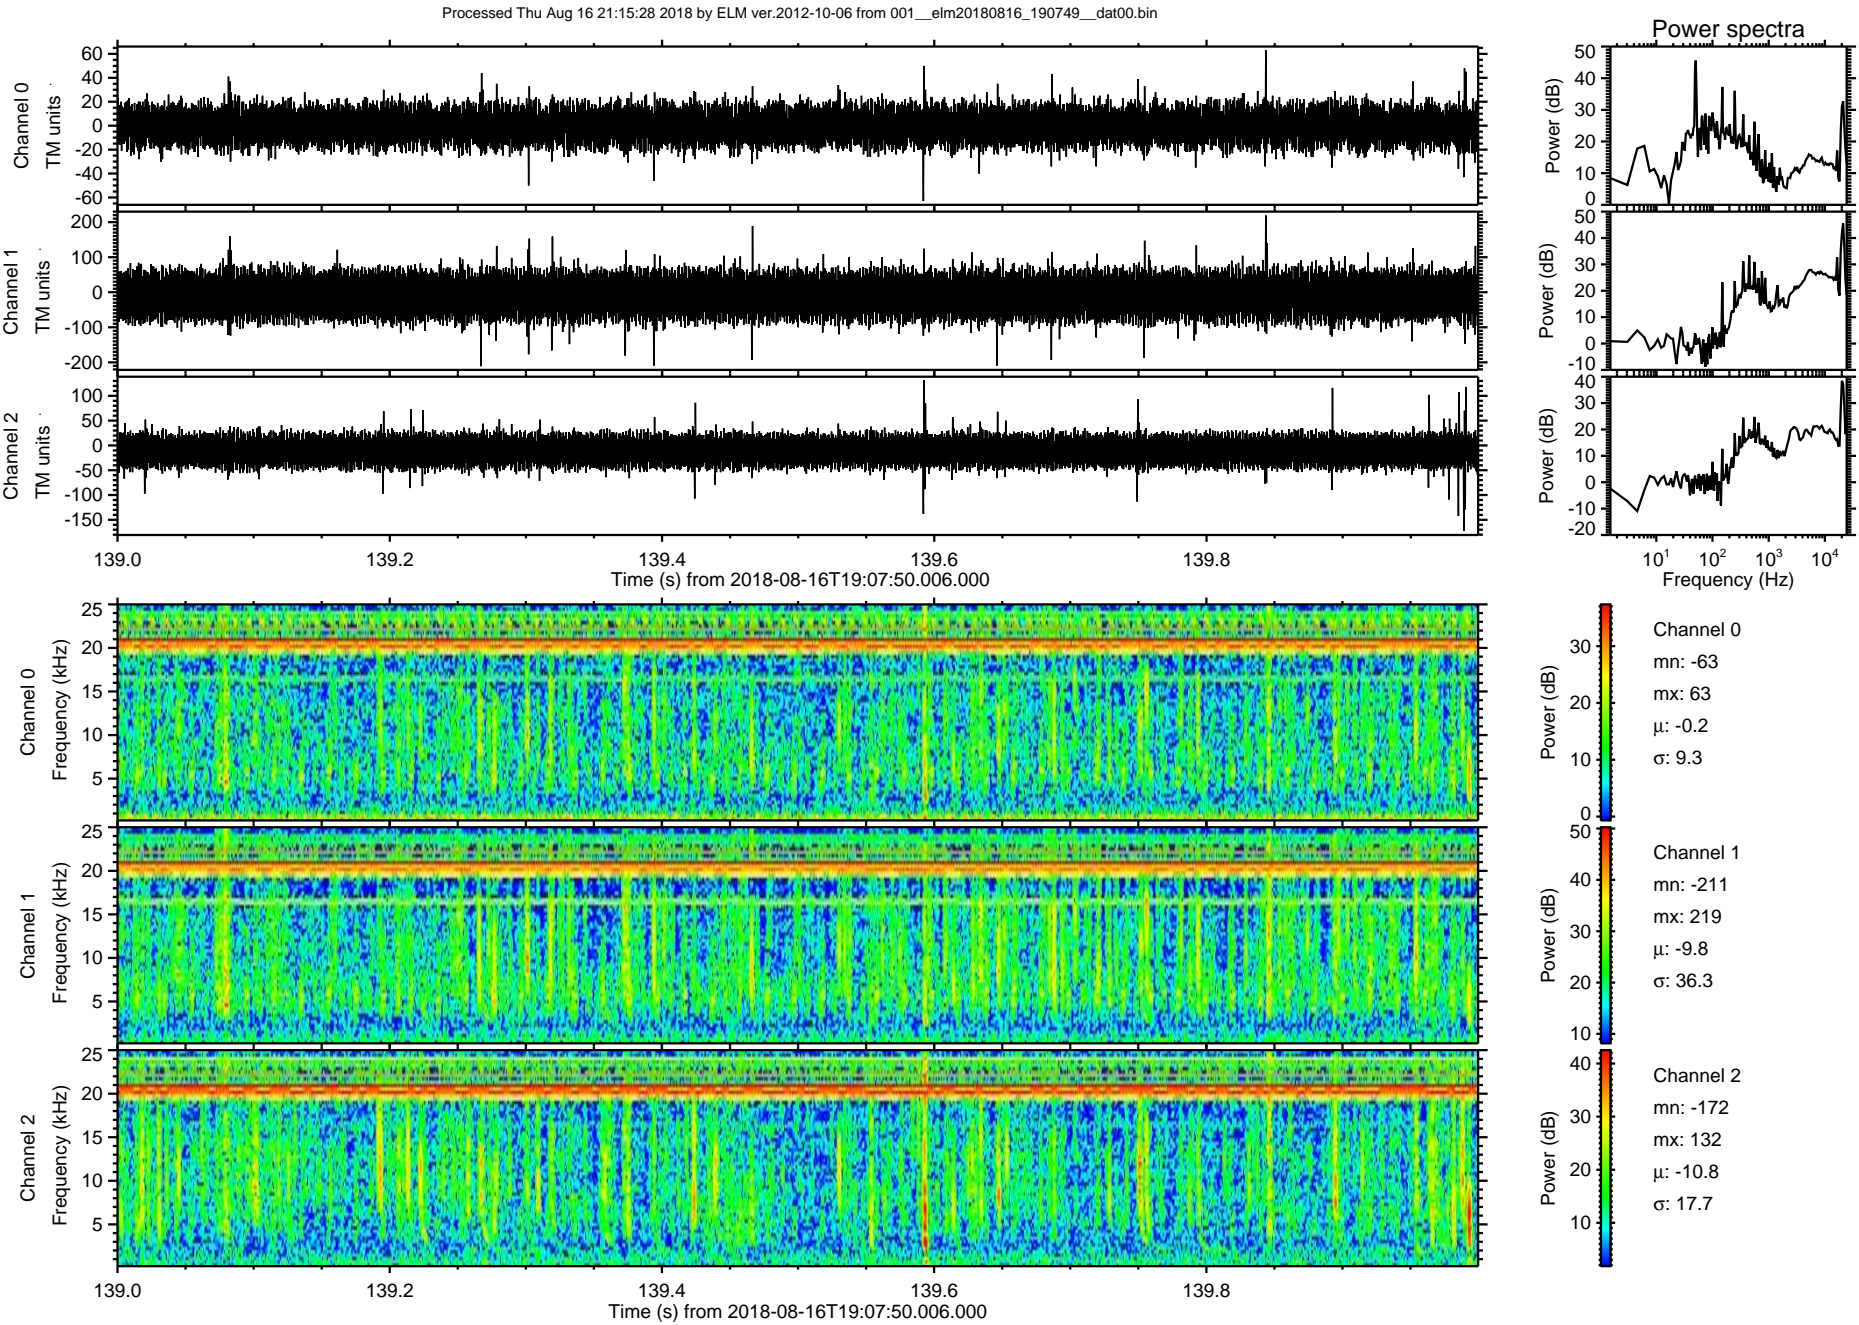 Processed Thu Aug 16 21:15:28 2018 by ELM ver.2012-10-06 from 001__elm20180816_190749__dat00.bin
Power spectra
Channel 0
TM units
60
40
20
0
-20
-40
-60
Power (dB)
50
40
30
20
10
0
Channel 1
TM units
200
100
0
-100
-200
Power (dB)
50
40
30
20
10
0
-10
Channel 2
TM units
100
50
0
-50
-100
-150
Power (dB)
40
30
20
10
0
-10
-20
139.0 139.2 139.4 139.6 139.8
Time (s) from 2018-08-16T19:07:50.006.000
10^1 10^2 10^3 10^4
Frequency (Hz)
Channel 0
Frequency (kHz)
25
20
15
10
5
Power (dB)
30
20
10
0
Channel 0
mn: -63
mx: 63
μ: -0.2
σ: 9.3
Channel 1
Frequency (kHz)
25
20
15
10
5
Power (dB)
50
40
30
20
10
Channel 1
mn: -211
mx: 219
μ: -9.8
σ: 36.3
Channel 2
Frequency (kHz)
25
20
15
10
5
Power (dB)
40
30
20
10
Channel 2
mn: -172
mx: 132
μ: -10.8
σ: 17.7
139.0 139.2 139.4 139.6 139.8
Time (s) from 2018-08-16T19:07:50.006.000